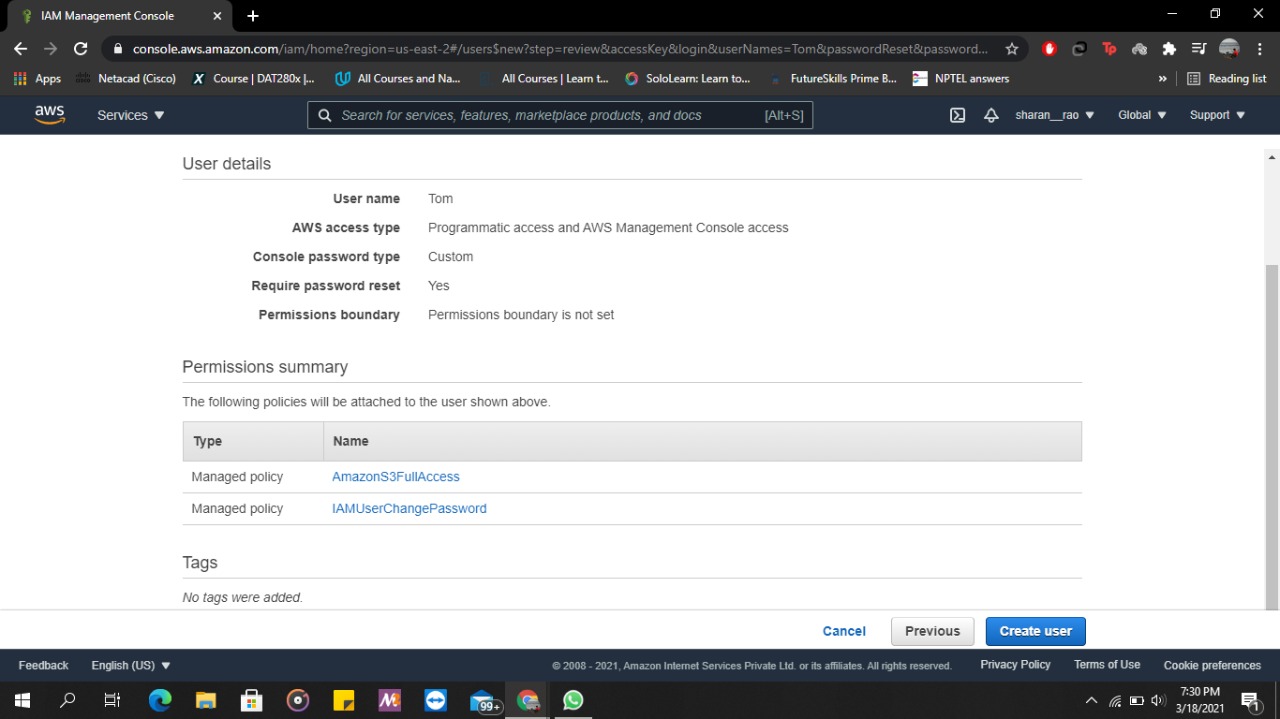 IAM Management Console
console.aws.amazon.com/iam/home?region=us-east-2#/users$new?step=review&accessKey&login&userNames=Tom&passwordReset&password...
Apps Netacad (Cisco) Course | DAT280x |... All Courses and Na... All Courses | Learn t... SoloLearn: Learn to... FutureSkills Prime B... NPTEL answers » Reading list
aws Services Search for services, features, marketplace products, and docs [Alt+S] sharan__rao Global Support
User details
User name Tom
AWS access type Programmatic access and AWS Management Console access
Console password type Custom
Require password reset Yes
Permissions boundary Permissions boundary is not set
Permissions summary
The following policies will be attached to the user shown above.
Type Name
Managed policy AmazonS3FullAccess
Managed policy IAMUserChangePassword
Tags
No tags were added.
Cancel Previous Create user
Feedback English (US) © 2008 - 2021, Amazon Internet Services Private Ltd. or its affiliates. All rights reserved. Privacy Policy Terms of Use Cookie preferences
99+ 7:30 PM
3/18/2021 1